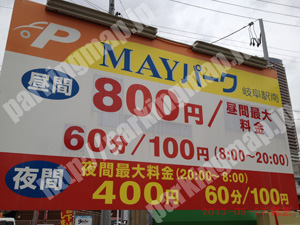 P
MAYパーク
岐阜駅南
昼間 800円/ 昼間最大料金
60分/100円 (8:00~20:00)
夜間 夜間最大料金(20:00~8:00)
400円 60分/100円